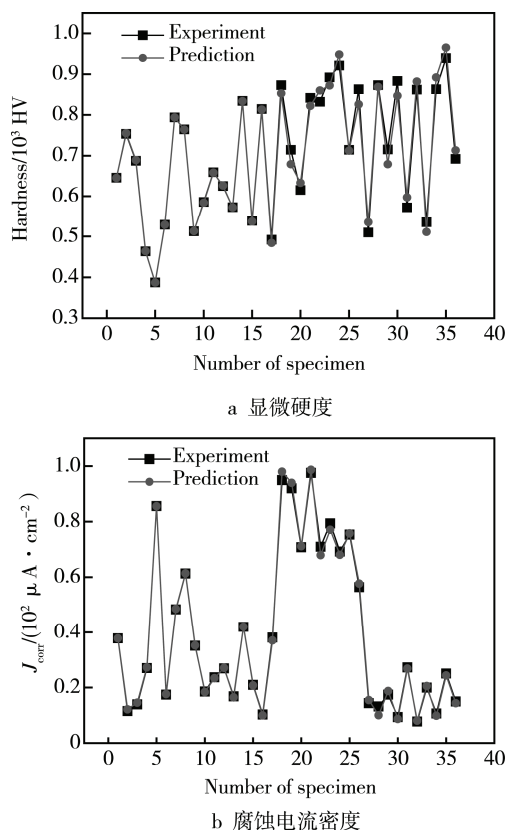 1.0
0.9
0.8
0.7
0.6
0.5
0.4
0.3
Hardness/10³ HV
Experiment
Prediction
0 5 10 15 20 25 30 35 40
Number of specimen
a 显微硬度
1.0
0.8
0.6
0.4
0.2
0
J_corr/(10² μA·cm⁻²)
Experiment
Prediction
0 5 10 15 20 25 30 35 40
Number of specimen
b 腐蚀电流密度